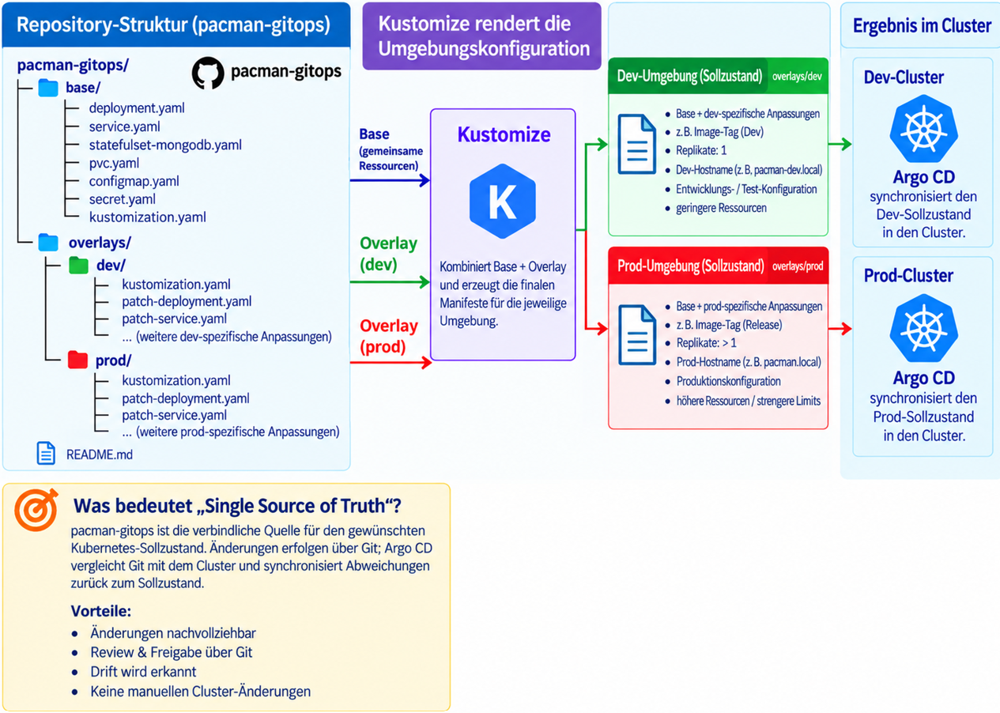 Repository-Struktur (pacman-gitops)
pacman-gitops/
pacman-gitops
base/
deployment.yaml
service.yaml
statefulset-mongodb.yaml
pvc.yaml
configmap.yaml
secret.yaml
kustomization.yaml
overlays/
dev/
kustomization.yaml
patch-deployment.yaml
patch-service.yaml
... (weitere dev-spezifische Anpassungen)
prod/
kustomization.yaml
patch-deployment.yaml
patch-service.yaml
... (weitere prod-spezifische Anpassungen)
README.md
Kustomize rendert die
Umgebungskonfiguration
Base
(gemeinsame
Ressourcen)
Overlay
(dev)
Overlay
(prod)
Kustomize
K
Kombiniert Base + Overlay
und erzeugt die finalen
Manifeste für die jeweilige
Umgebung.
Dev-Umgebung (Sollzustand) overlays/dev
• Base + dev-spezifische Anpassungen
• z. B. Image-Tag (Dev)
• Replikate: 1
• Dev-Hostname (z. B, pacman-dev.local)
• Entwicklungs- / Test-Konfiguration
• geringere Ressourcen
Prod-Umgebung (Sollzustand) overlays/prod
• Base + prod-spezifische Anpassungen
• z. B. Image-Tag (Release)
• Replikate: > 1
• Prod-Hostname (z. B. pacman.local)
• Produktionskonfiguration
• höhere Ressourcen / strengere Limits
Ergebnis im Cluster
Dev-Cluster
Argo CD
synchronisiert den
Dev-Sollzustand
in den Cluster.
Prod-Cluster
Argo CD
synchronisiert den
Prod-Sollzustand
in den Cluster.
Was bedeutet „Single Source of Truth“?
pacman-gitops ist die verbindliche Quelle für den gewünschten
Kubernetes-Sollzustand. Änderungen erfolgen über Git; Argo CD
vergleicht Git mit dem Cluster und synchronisiert Abweichungen
zurück zum Sollzustand.
Vorteile:
• Änderungen nachvollziehbar
• Review & Freigabe über Git
• Drift wird erkannt
• Keine manuellen Cluster-Änderungen